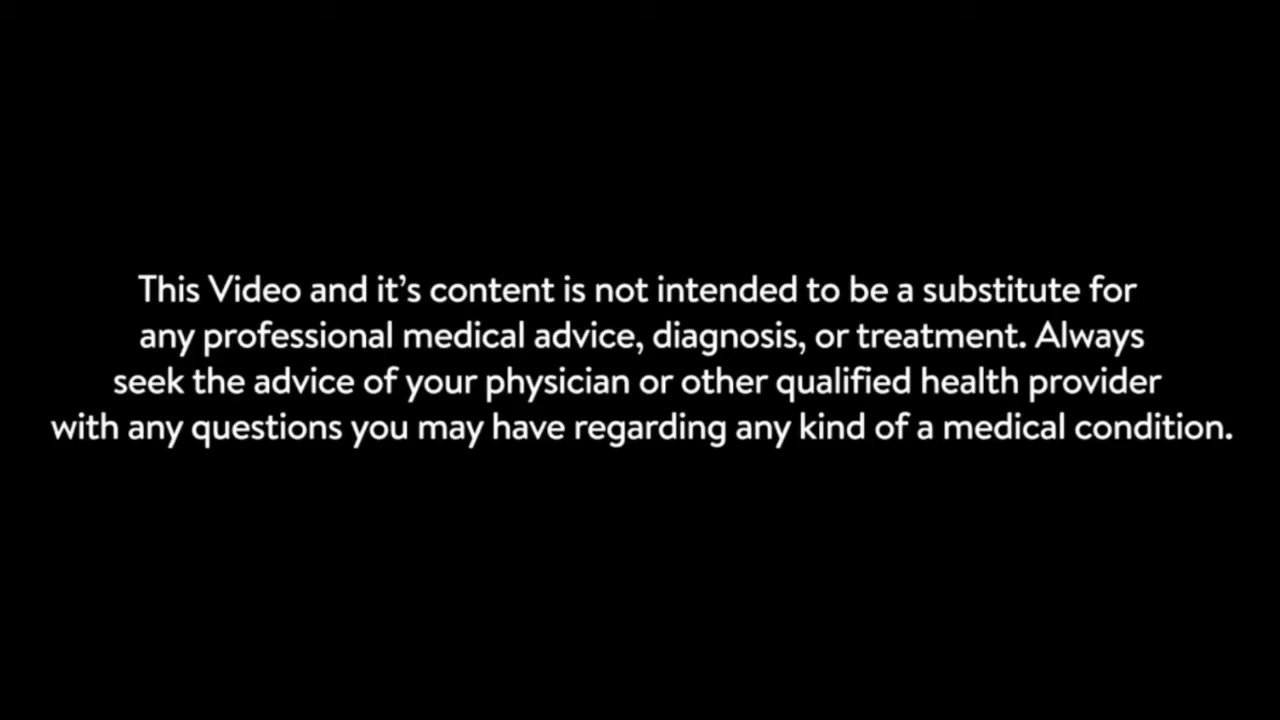 This Video and it’s content is not intended to be a substitute for
any professional medical advice, diagnosis, or treatment. Always
seek the advice of your physician or other qualified health provider
with any questions you may have regarding any kind of a medical condition.